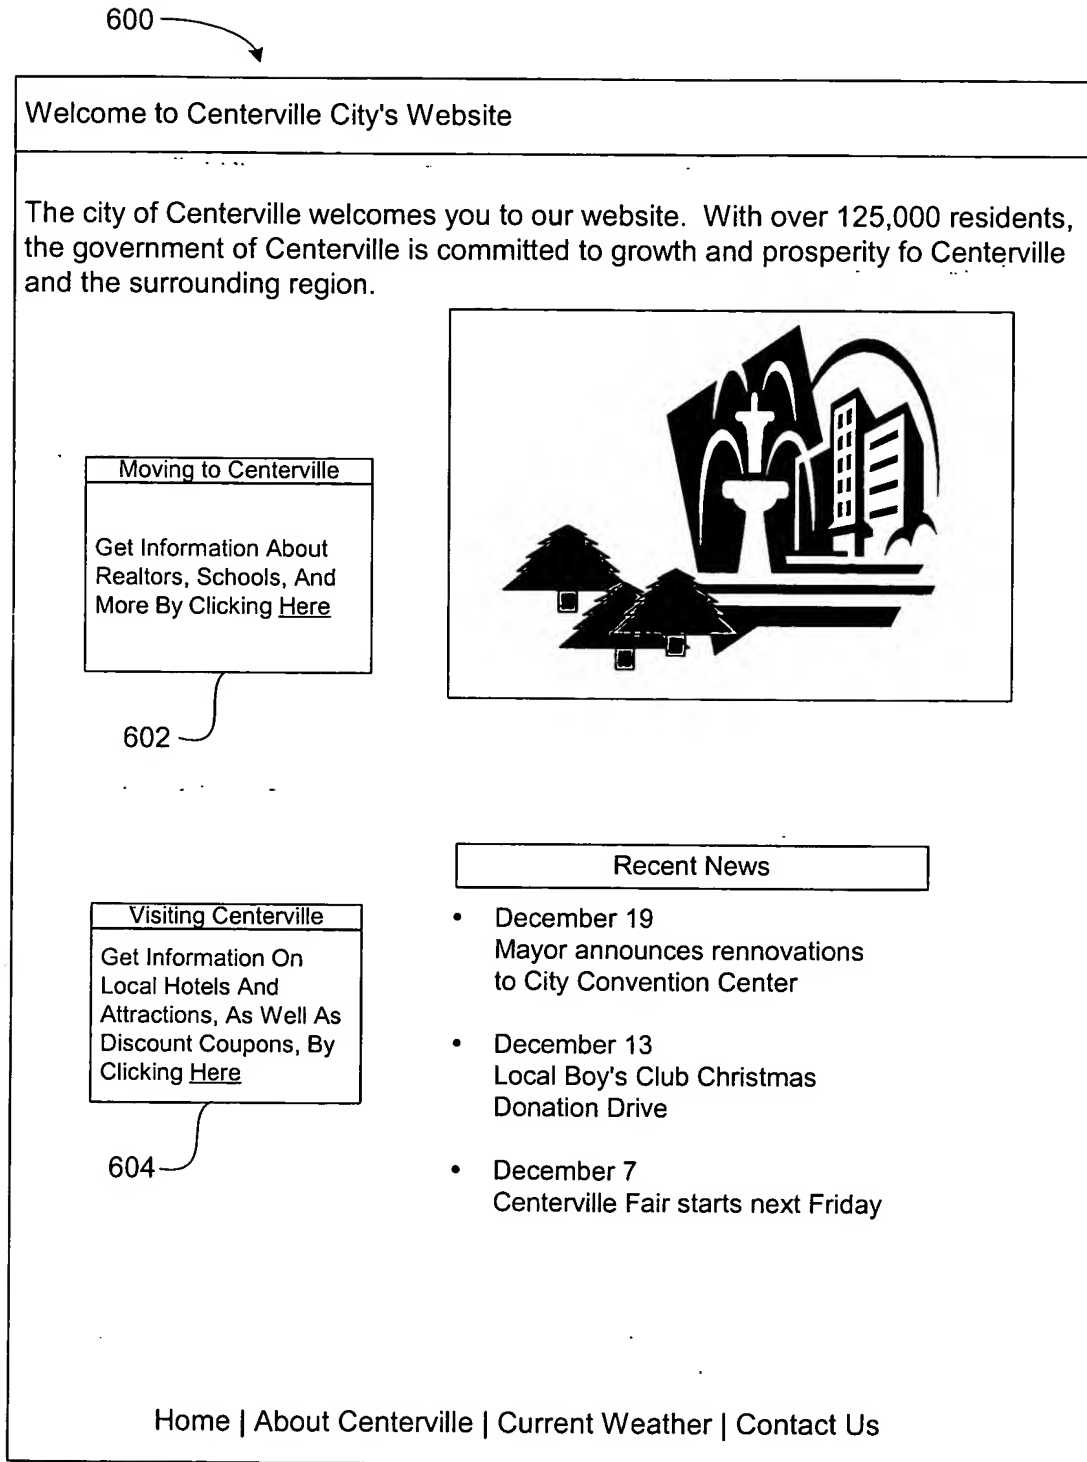 600
Welcome to Centerville City's Website
The city of Centerville welcomes you to our website. With over 125,000 residents,
the government of Centerville is committed to growth and prosperity fo Centerville
and the surrounding region.
Moving to Centerville
Get Information About
Realtors, Schools, And
More By Clicking Here
602
Visiting Centerville
Get Information On
Local Hotels And
Attractions, As Well As
Discount Coupons, By
Clicking Here
604
Recent News
• December 19
Mayor announces rennovations
to City Convention Center
• December 13
Local Boy's Club Christmas
Donation Drive
• December 7
Centerville Fair starts next Friday
Home | About Centerville | Current Weather | Contact Us